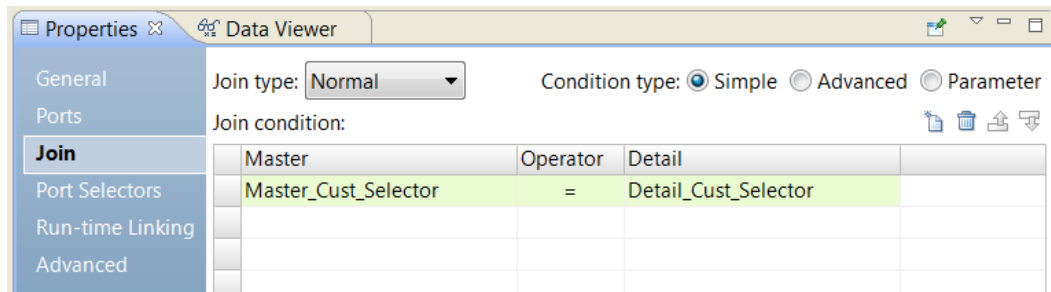 Properties Data Viewer
General
Ports
Join
Port Selectors
Run-time Linking
Advanced
Join type: Normal Condition type: Simple Advanced Parameter
Join condition:
Master Operator Detail
Master_Cust_Selector = Detail_Cust_Selector